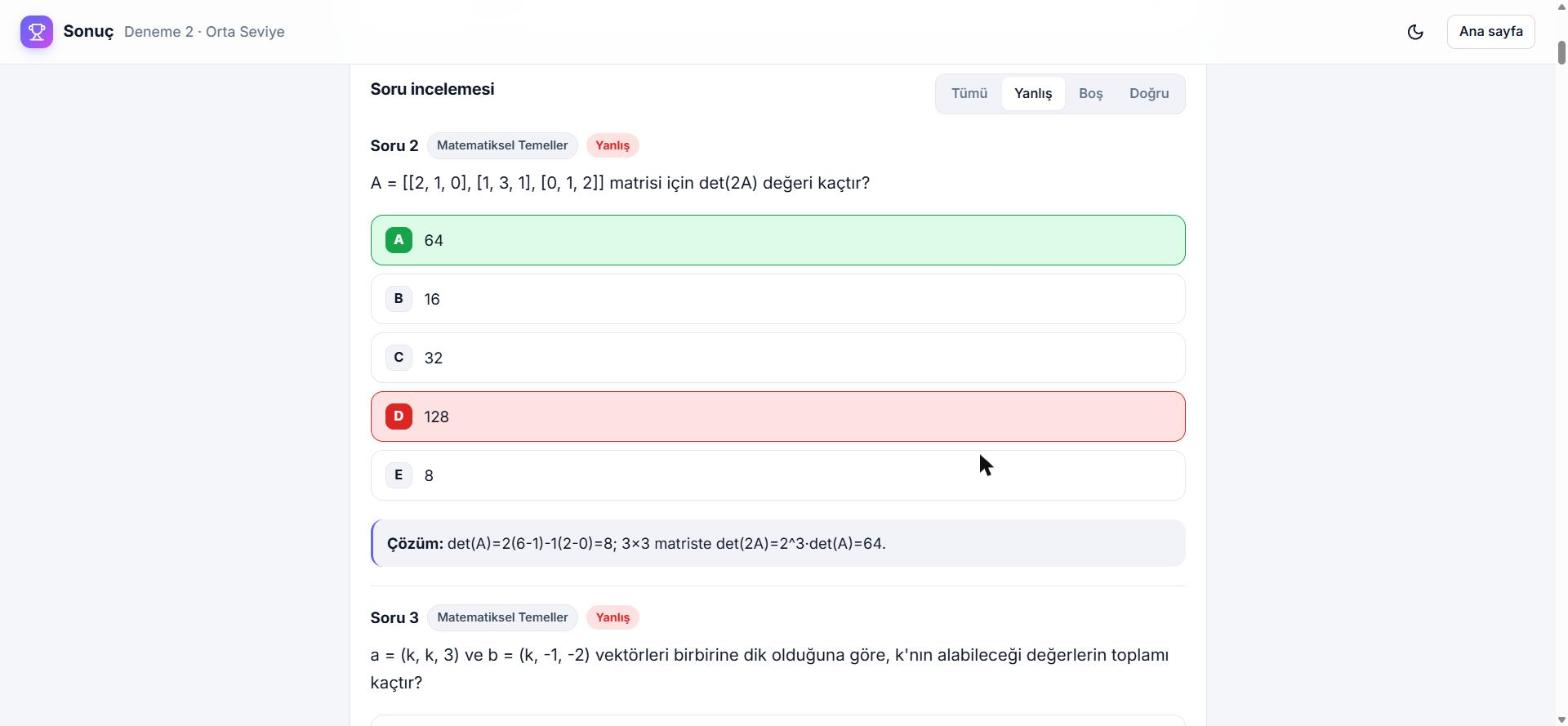 Sonuç Deneme 2 · Orta Seviye Ana sayfa
Soru incelemesi Tümü Yanlış Boş Doğru
Soru 2 Matematiksel Temeller Yanlış
A = [[2, 1, 0], [1, 3, 1], [0, 1, 2]] matrisi için det(2A) değeri kaçtır?
A 64
B 16
C 32
D 128
E 8
Çözüm: det(A)=2(6-1)-1(2-0)=8; 3×3 matriste det(2A)=2^3·det(A)=64.
Soru 3 Matematiksel Temeller Yanlış
a = (k, k, 3) ve b = (k, -1, -2) vektörleri birbirine dik olduğuna göre, k'nın alabileceği değerlerin toplamı
kaçtır?